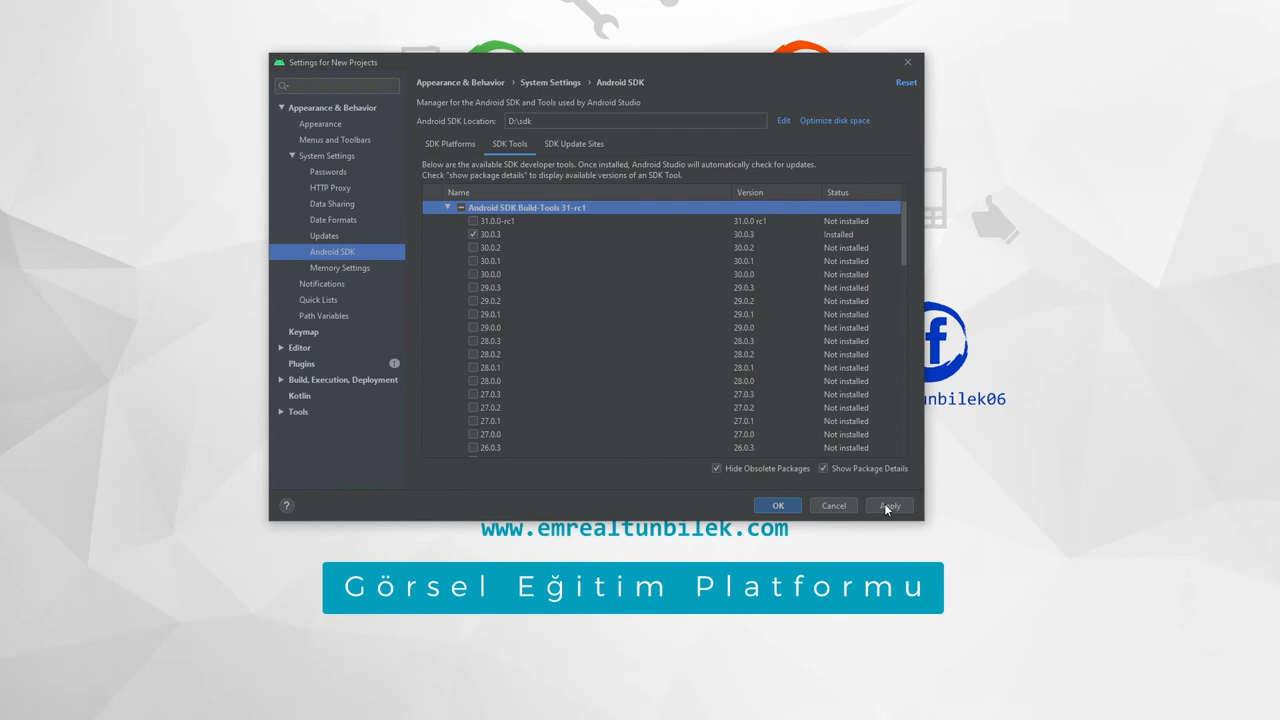 Settings for New Projects
Appearance & Behavior
Appearance
Menus and Toolbars
System Settings
Passwords
HTTP Proxy
Data Sharing
Date Formats
Updates
Android SDK
Memory Settings
Notifications
Quick Lists
Path Variables
Keymap
Editor
Plugins 1
Build, Execution, Deployment
Kotlin
Tools
Appearance & Behavior › System Settings › Android SDK Reset
Manager for the Android SDK and Tools used by Android Studio
Android SDK Location: D:\sdk Edit Optimize disk space
SDK Platforms SDK Tools SDK Update Sites
Below are the available SDK developer tools. Once installed, Android Studio will automatically check for updates.
Check "show package details" to display available versions of an SDK Tool.
Name Version Status
Android SDK Build-Tools 31-rc1
31.0.0-rc1 31.0.0 rc1 Not installed
30.0.3 30.0.3 Installed
30.0.2 30.0.2 Not installed
30.0.1 30.0.1 Not installed
30.0.0 30.0.0 Not installed
29.0.3 29.0.3 Not installed
29.0.2 29.0.2 Not installed
29.0.1 29.0.1 Not installed
29.0.0 29.0.0 Not installed
28.0.3 28.0.3 Not installed
28.0.2 28.0.2 Not installed
28.0.1 28.0.1 Not installed
28.0.0 28.0.0 Not installed
27.0.3 27.0.3 Not installed
27.0.2 27.0.2 Not installed
27.0.1 27.0.1 Not installed
27.0.0 27.0.0 Not installed
26.0.3 26.0.3 Not installed
Hide Obsolete Packages Show Package Details
? OK Cancel Apply
f
unbilek06
www.emrealtunbilek.com
Görsel Eğitim Platformu